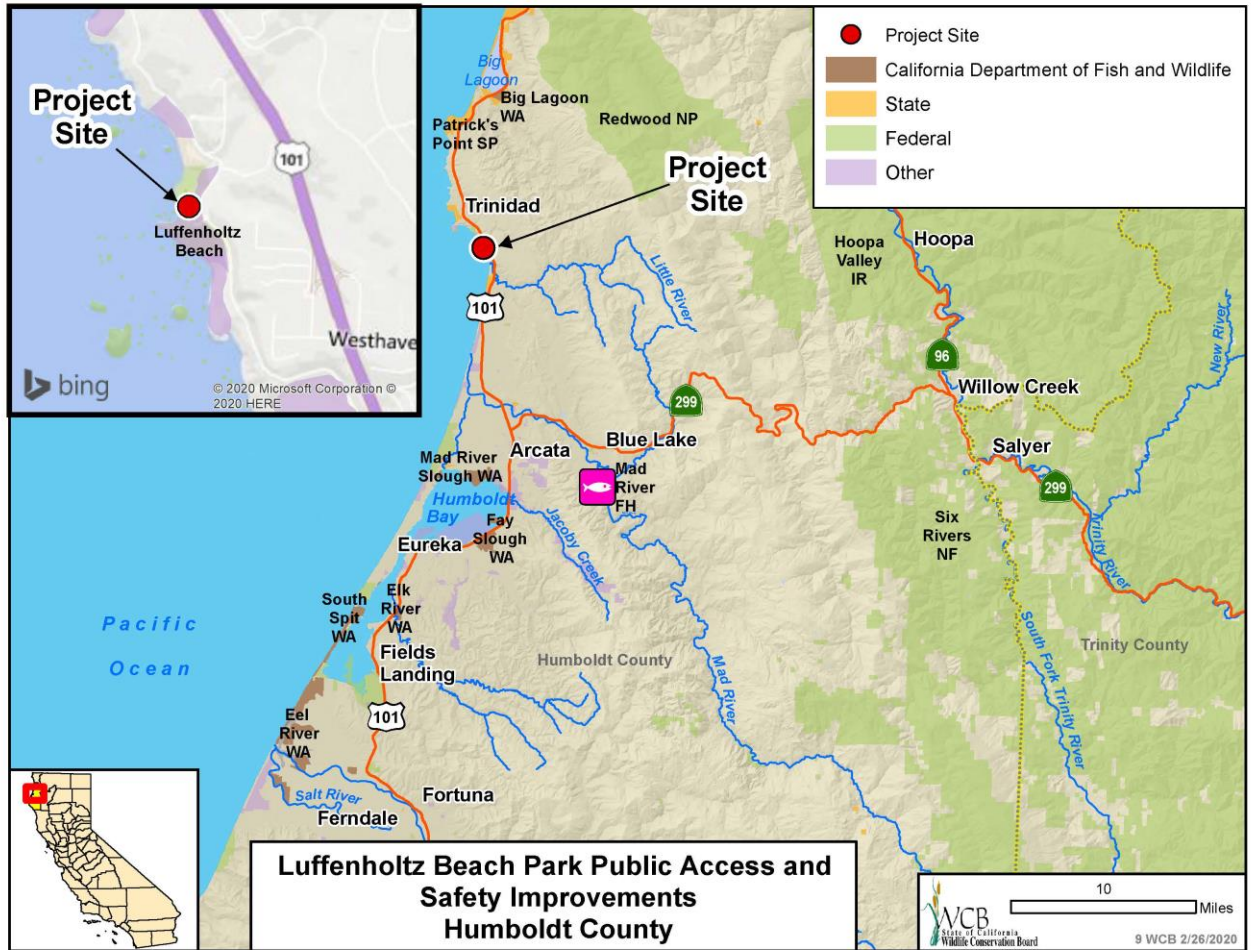 Project
Site
101
Luffenholtz
Beach
Westhave
bing
© 2020 Microsoft Corporation ©
2020 HERE
Project Site
California Department of Fish and Wildlife
State
Federal
Other
Big
Lagoon
Big Lagoon
WA
Patrick's
Point SP
Redwood NP
Project
Site
Trinidad
Hoopa
Valley
IR
Hoopa
Little River
101
96
New River
Willow Creek
299
Blue Lake
Arcata
Salyer
299
Mad River
Slough WA
Mad
River
FH
Humboldt
Bay
Fay
Slough
WA
Jacoby Creek
Eureka
Six
Rivers
NF
Trinity River
South
Spit
WA
Elk
River
WA
Pacific
Ocean
Fields
Landing
Humboldt County
Mad River
South Fork Trinity River
Trinity County
101
Eel
River
WA
Salt River
Ferndale
Fortuna
Luffenholtz Beach Park Public Access and
Safety Improvements
Humboldt County
WCB
State of California
Wildlife Conservation Board
10
Miles
9 WCB 2/26/2020